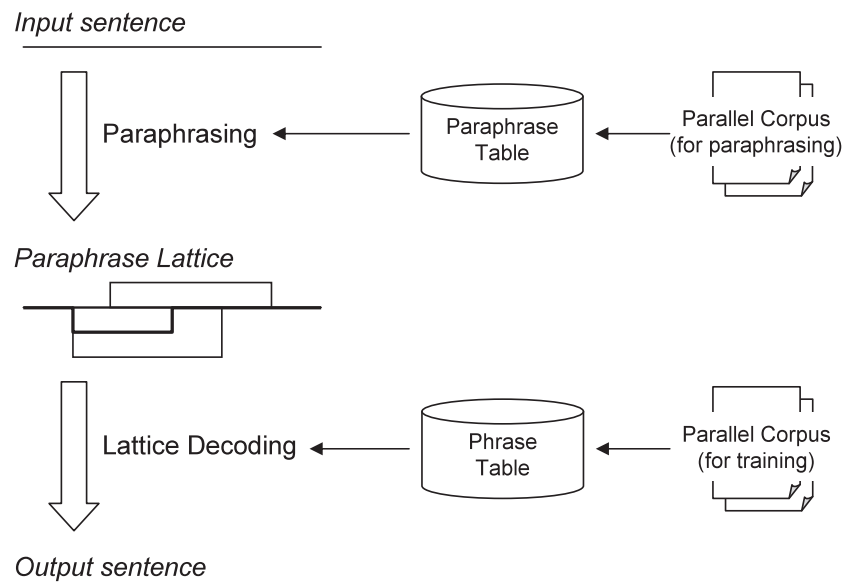 Input sentence
Paraphrasing
Paraphrase
Table
Parallel Corpus
(for paraphrasing)
Paraphrase Lattice
Lattice Decoding
Phrase
Table
Parallel Corpus
(for training)
Output sentence